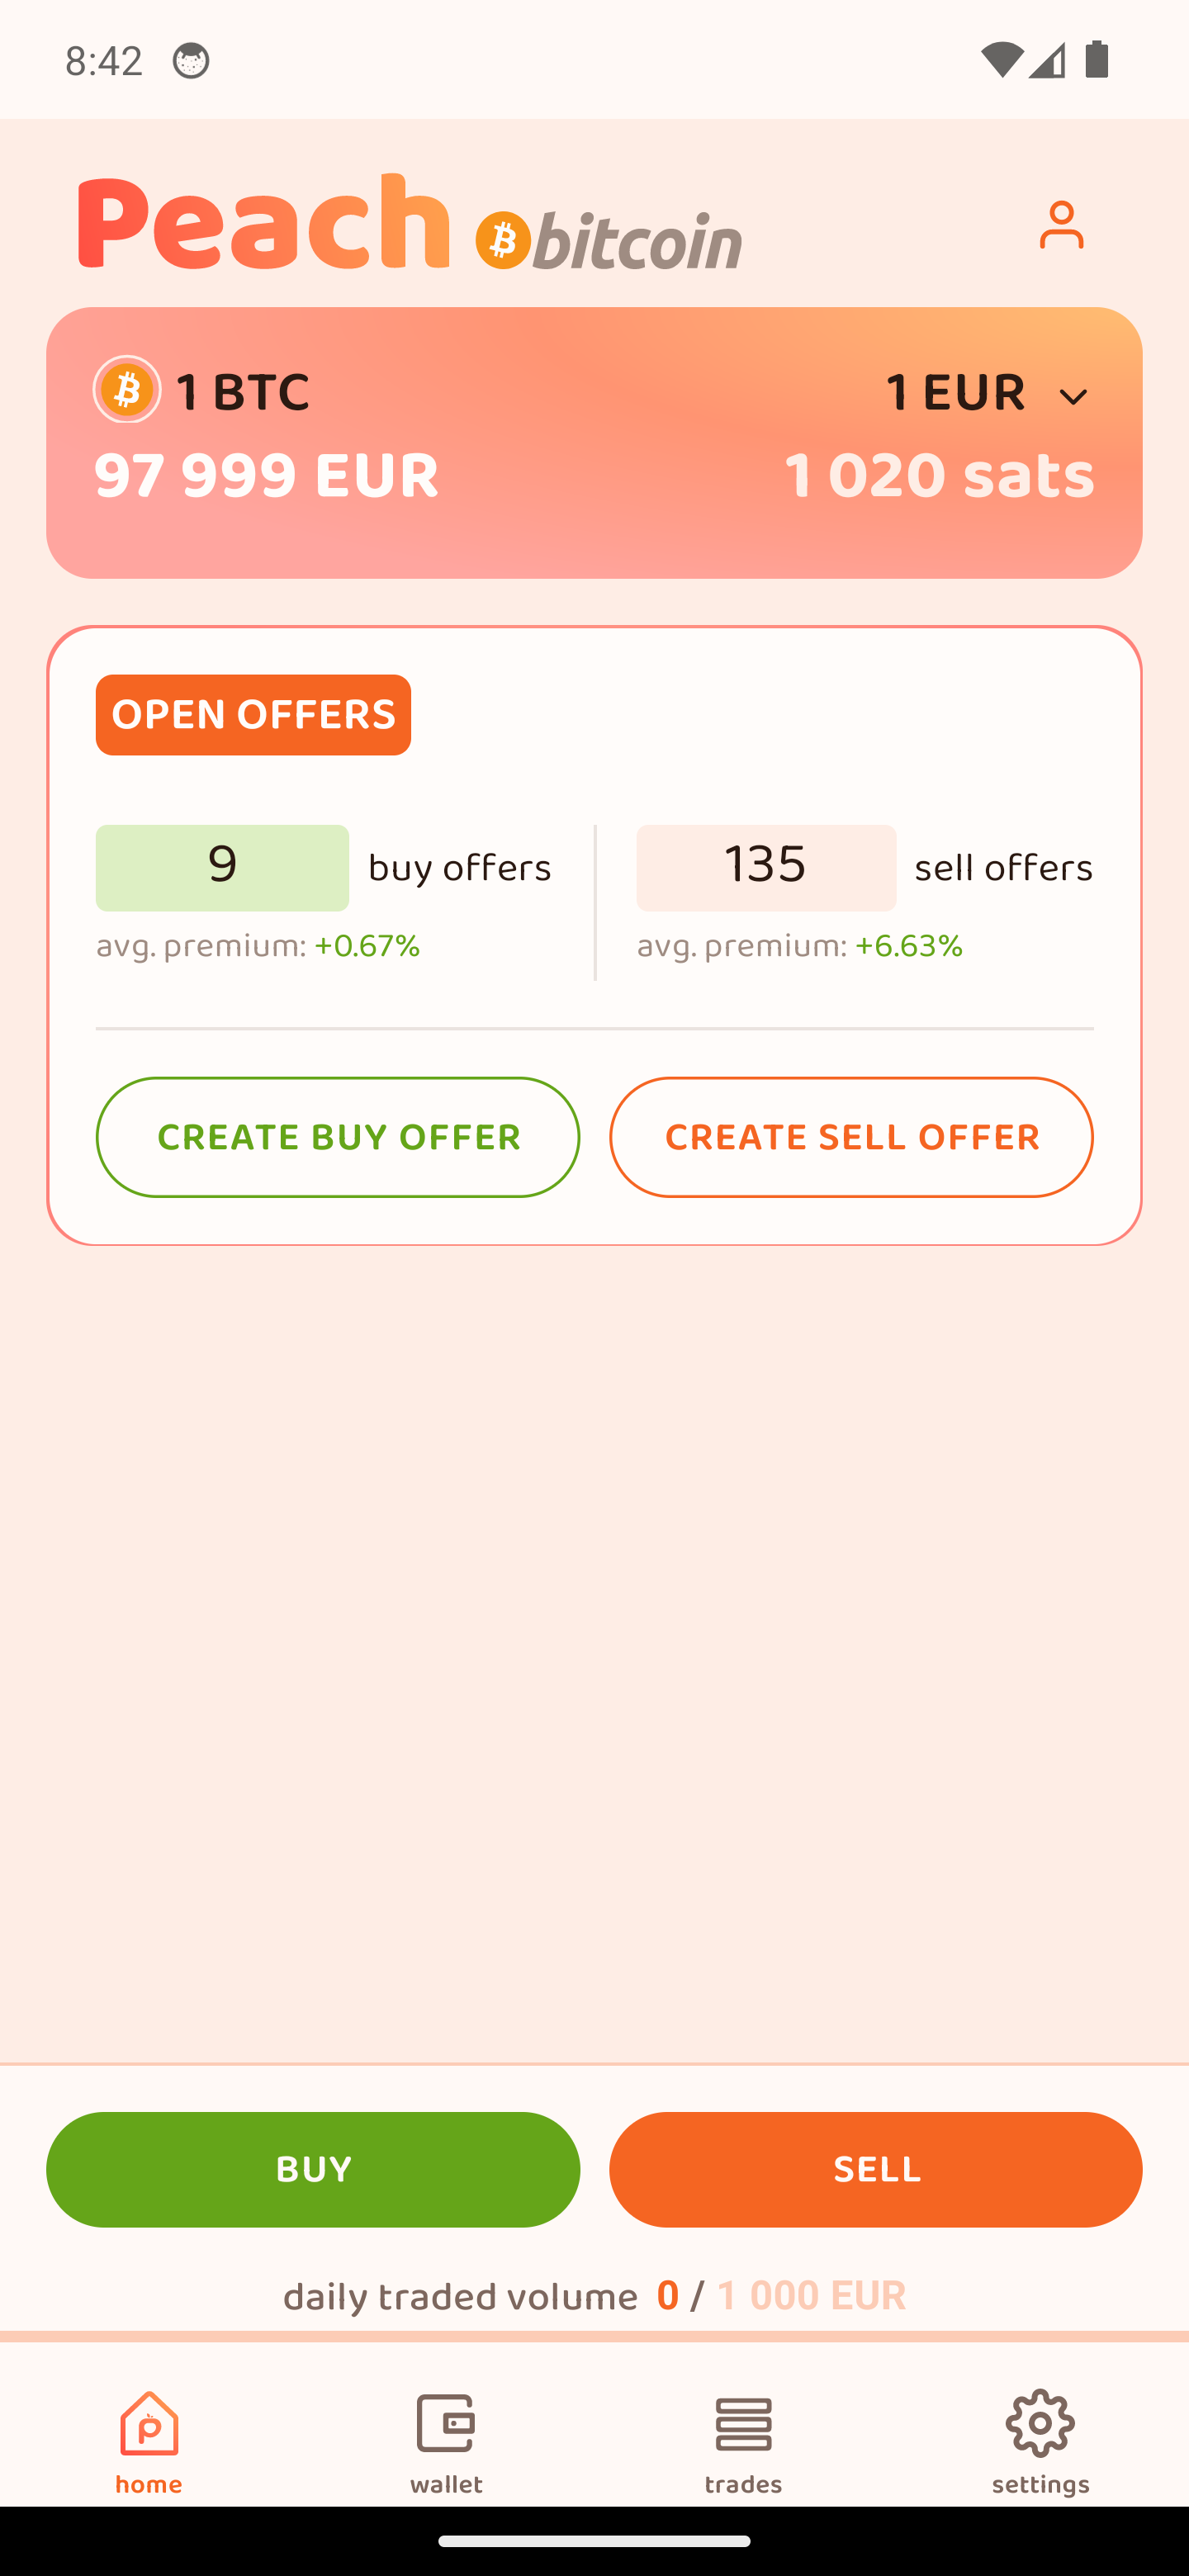 8:42
Peach bitcoin
1 BTC 1 EUR
97 999 EUR 1 020 sats
OPEN OFFERS
9 buy offers 135 sell offers
avg. premium: +0.67% avg. premium: +6.63%
CREATE BUY OFFER CREATE SELL OFFER
BUY SELL
daily traded volume 0 / 1 000 EUR
home wallet trades settings